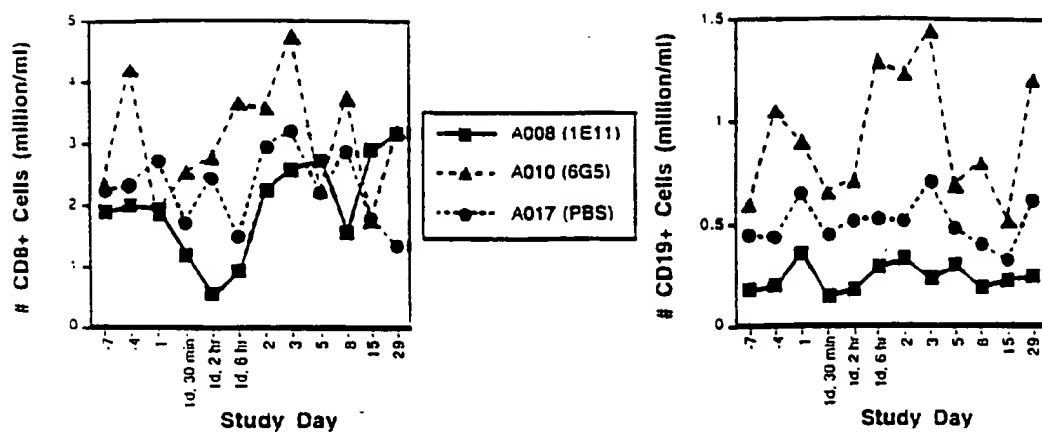 # CD8+ Cells (million/ml)
5
4
3
2
1
0
-7
-4
1
1d, 30 min
1d, 2 hr
1d, 6 hr
2
3
5
8
15
29
Study Day
A008 (1E11)
A010 (6G5)
A017 (PBS)
# CD19+ Cells (million/ml)
1.5
1
0.5
0
-7
-4
1
1d, 30 min
1d, 2 hr
1d, 6 hr
2
3
5
8
15
29
Study Day